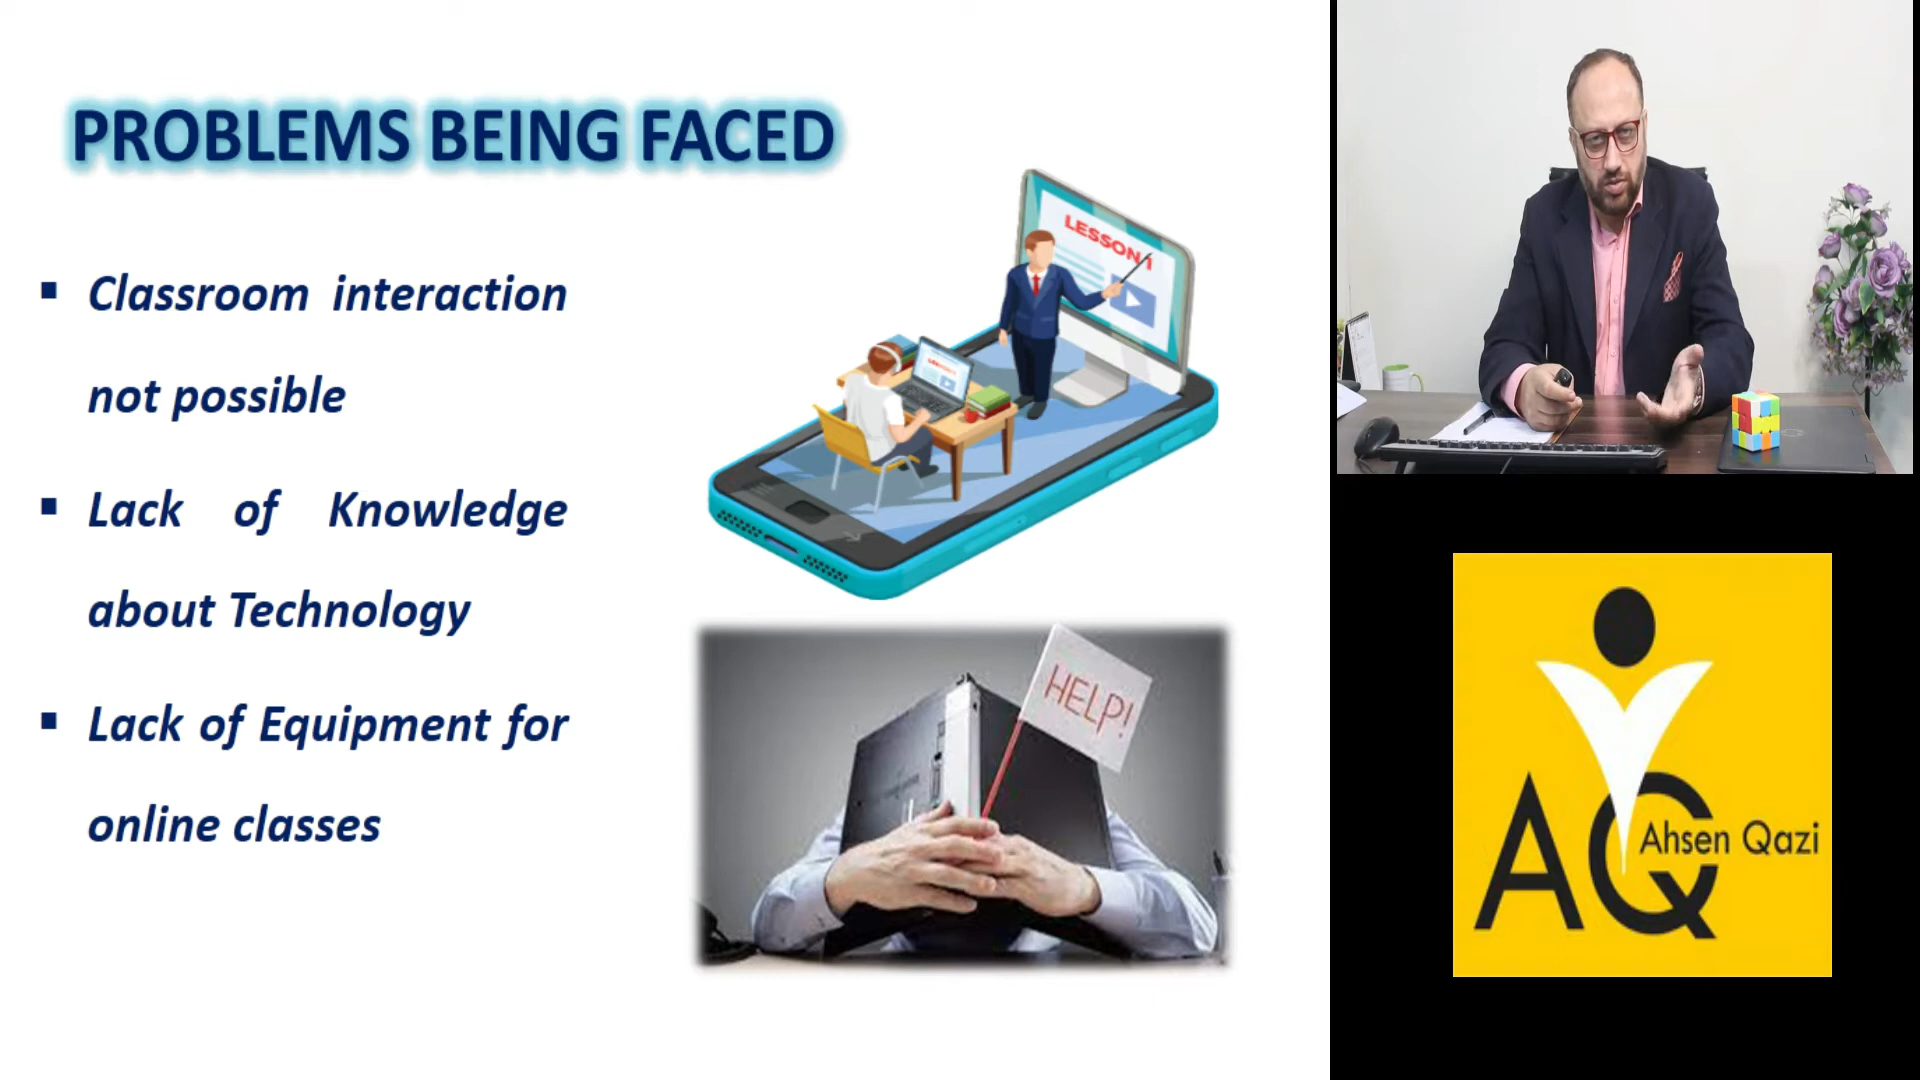 PROBLEMS BEING FACED
Classroom interaction
not possible
Lack of Knowledge
about Technology
Lack of Equipment for
online classes
LESSON 1
HELP!
AQ
Ahsen Qazi